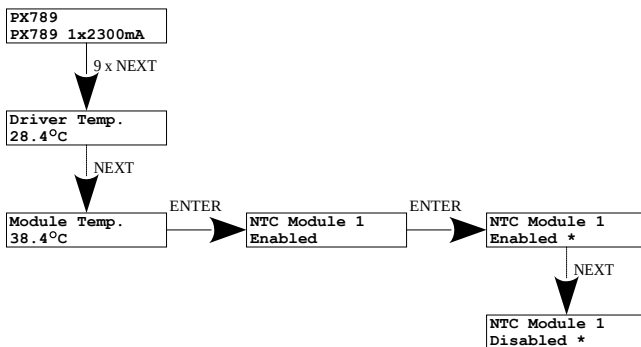 PX789
PX789 1x2300mA
9 x NEXT
Driver Temp.
28.4°C
NEXT
Module Temp.
38.4°C
ENTER
NTC Module 1
Enabled
ENTER
NTC Module 1
Enabled *
NEXT
NTC Module 1
Disabled *